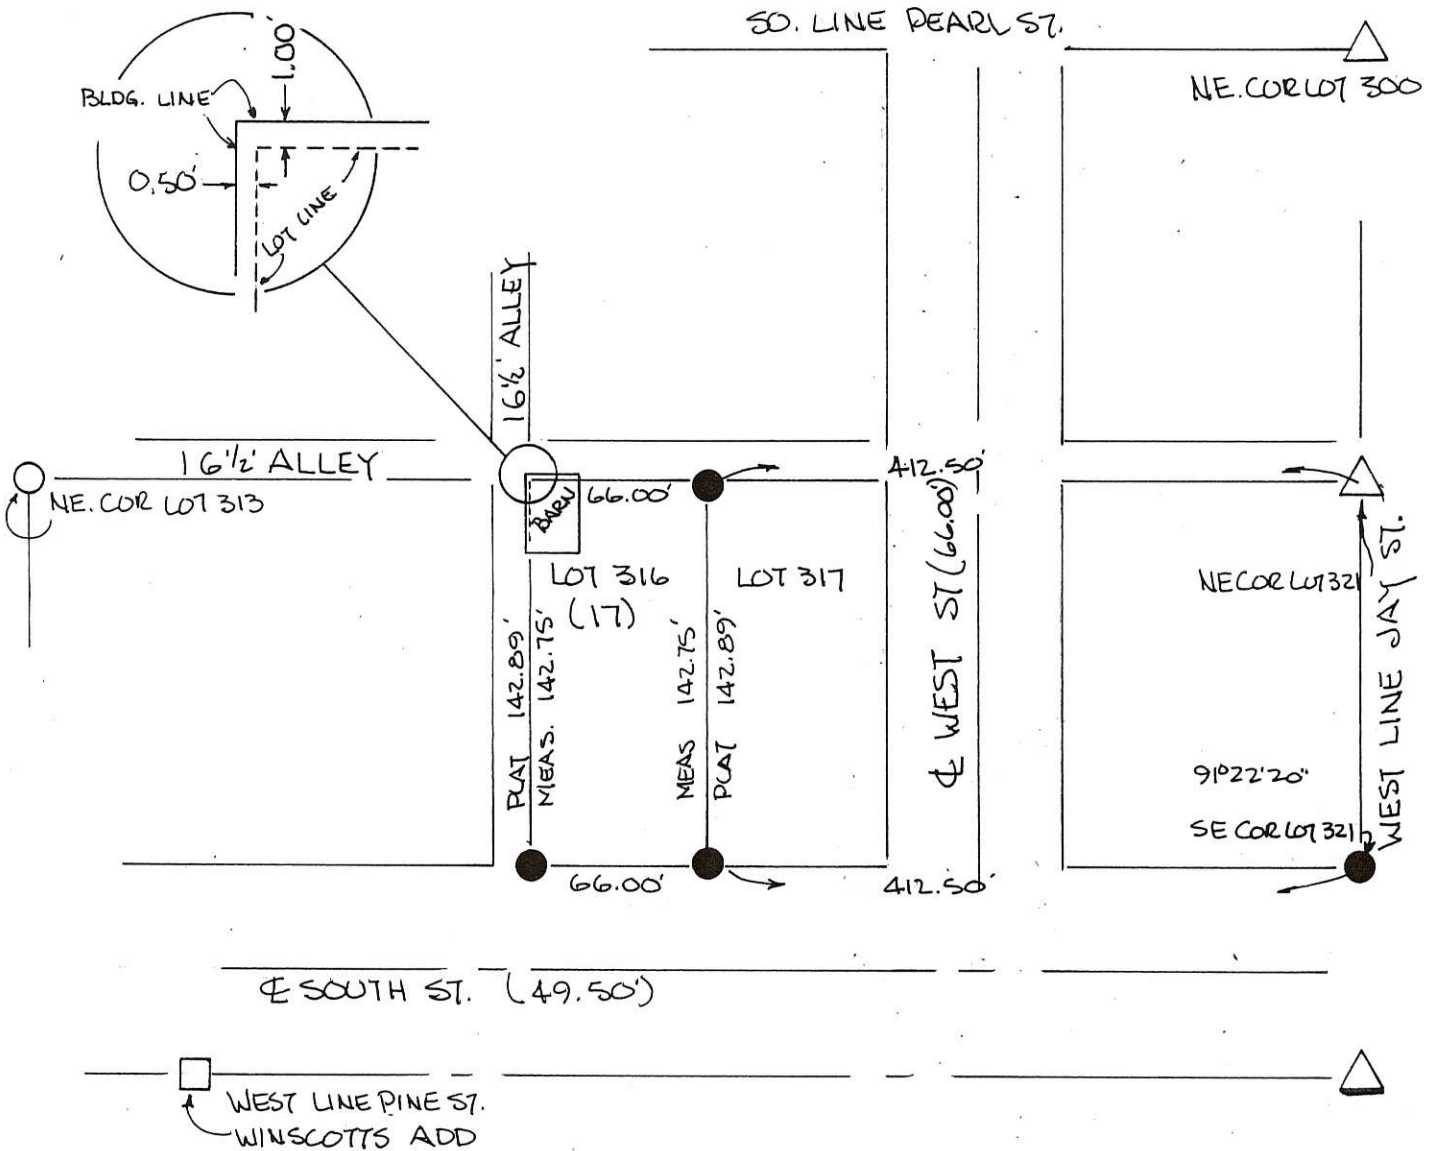 SO. LINE PEARL ST.
1.00'
NE. COR LOT 300
BLDG. LINE
0.50'
LOT LINE
16½' ALLEY
16½' ALLEY
412.50'
NE. COR LOT 313
66.00'
BARN
LOT 316
(17)
LOT 317
NE COR LOT 321
PLAT 142.89'
MEAS. 142.75'
MEAS 142.75'
PLAT 142.89'
℄ WEST ST (66.00')
WEST LINE JAY ST.
91°22'20"
SE COR LOT 321
66.00'
412.50'
℄ SOUTH ST. (49.50')
WEST LINE PINE ST.
WINSCOTTS ADD